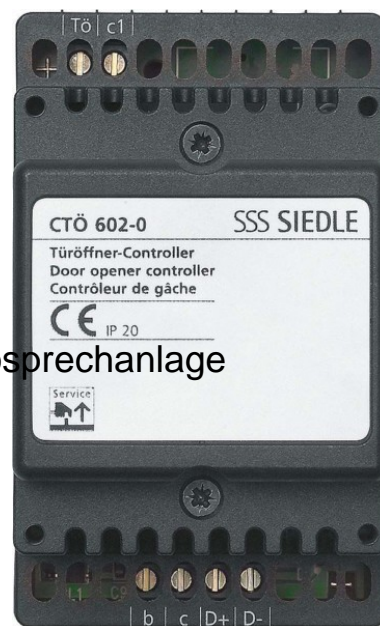 Tö c1
CTÖ 602-0 SSS SIEDLE
Türöffner-Controller
Door opener controller
Contrôleur de gâche
CE IP 20
osprechanlage
Service
b c D+ D-